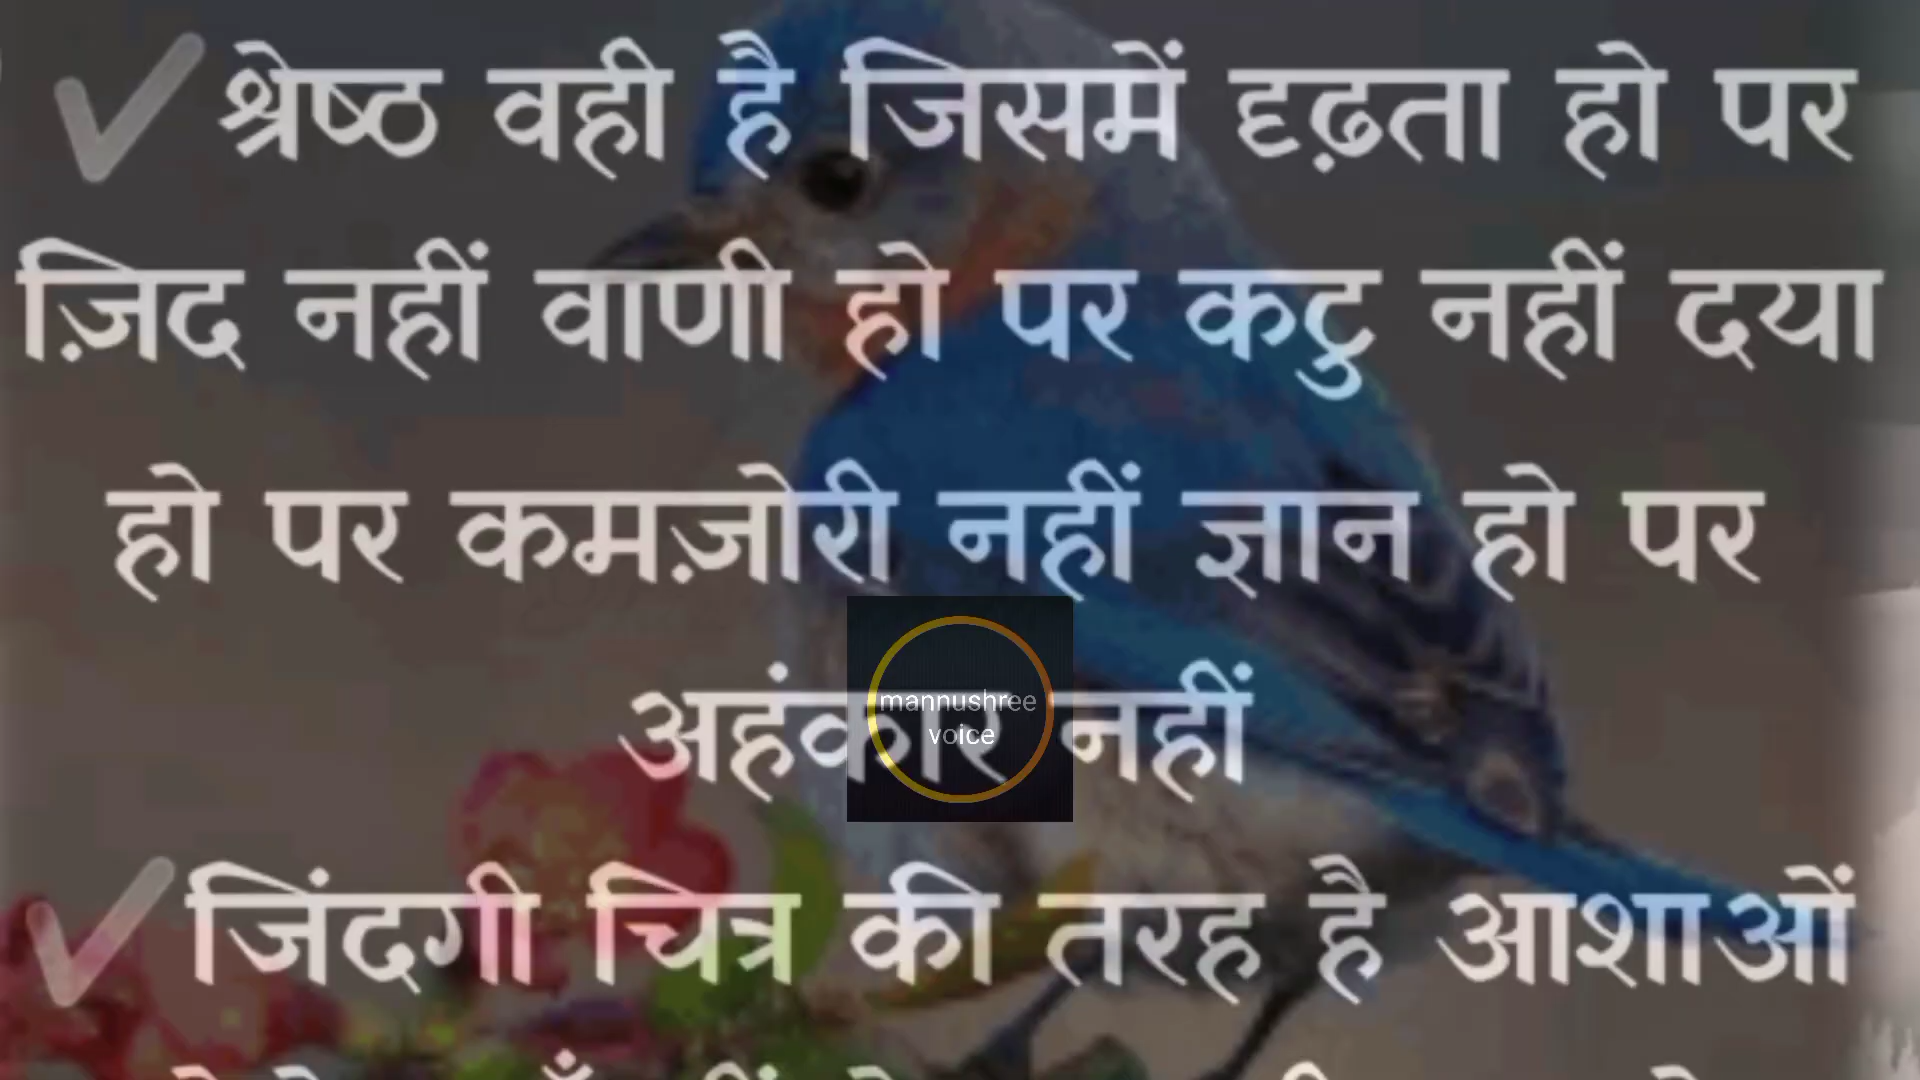 ✓श्रेष्ठ वही है जिसमें दृढ़ता हो पर
ज़िद नहीं वाणी हो पर कटु नहीं दया
हो पर कमज़ोरी नहीं ज्ञान हो पर
अहंकार नहीं
mannushree
voice
✓जिंदगी चित्र की तरह है आशाओं